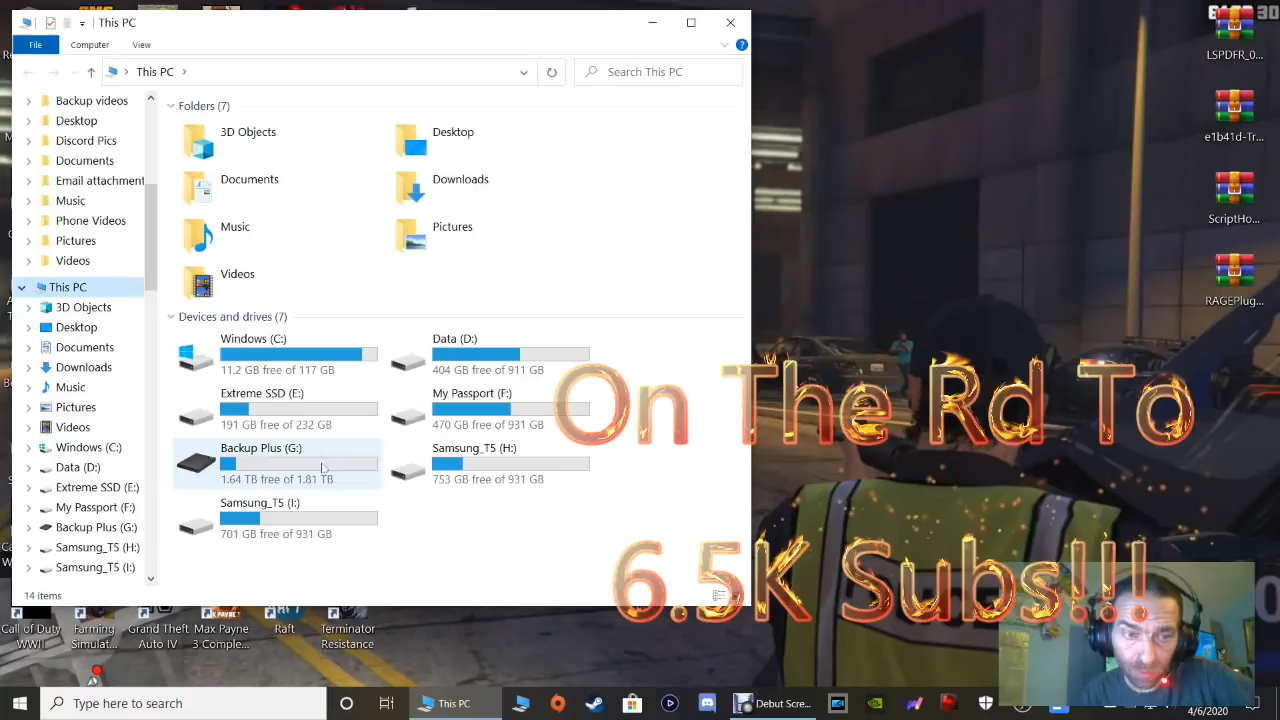 This PC
File
Computer
View
This PC
Search This PC
Backup videos
Desktop
Discord Pics
Documents
Email attachment
Music
Phone Videos
Pictures
Videos
This PC
3D Objects
Desktop
Documents
Downloads
Music
Pictures
Videos
Windows (C:)
Data (D:)
Extreme SSD (E:)
My Passport (F:)
Backup Plus (G:)
Samsung_T5 (H:)
Samsung_T5 (I:)
Folders (7)
3D Objects
Desktop
Documents
Downloads
Music
Pictures
Videos
Devices and drives (7)
Windows (C:)
11.2 GB free of 117 GB
Data (D:)
404 GB free of 911 GB
Extreme SSD (E:)
191 GB free of 232 GB
My Passport (F:)
470 GB free of 931 GB
Backup Plus (G:)
1.64 TB free of 1.81 TB
Samsung_T5 (H:)
753 GB free of 931 GB
Samsung_T5 (I:)
701 GB free of 931 GB
14 items
LSPDFR_0...
e1b41d-Tr...
ScriptHo...
RAGEPlug...
On The Rd To
6.5K Subs!!!
Call of Duty
WWII
Farming
Simulat...
Grand Theft
Auto IV
Max Payne
3 Comple...
Raft
Terminator
Resistance
Type here to search
This PC
Debut Scre...
4/6/2020